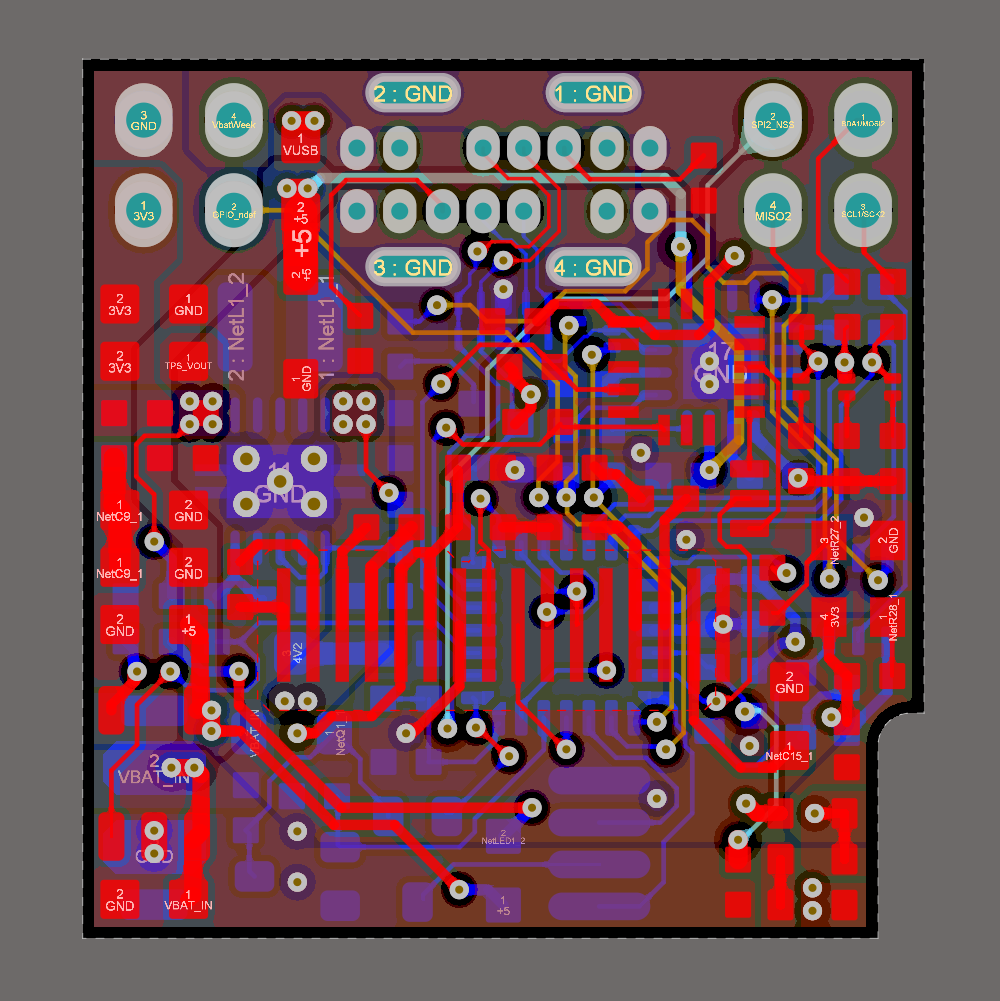 2 : GND
1 : GND
3
GND
4
VbatWeek
2
SPI2_NSS
1
SDA1/MOSI2
1
VUSB
1
3V3
2
GPIO_ndef
2
+5
+5
2
+5
4
MISO2
3
SCL1/SCK2
3 : GND
4 : GND
2
3V3
1
GND
2 : NetL1_2
1 : NetL1_1
2
3V3
TPS_VOUT
1
GND
17
GND
11
GND
1
NetC9_1
2
GND
3
NetR27_2
2
GND
1
NetC9_1
2
GND
2
GND
1
+5
3
4V2
4
3V3
1
NetR28_1
2
GND
VBAT_IN
1
NetQ1
1
NetC15_1
2
VBAT_IN
2
NetLED1_2
GND
2
GND
1
VBAT_IN
1
+5